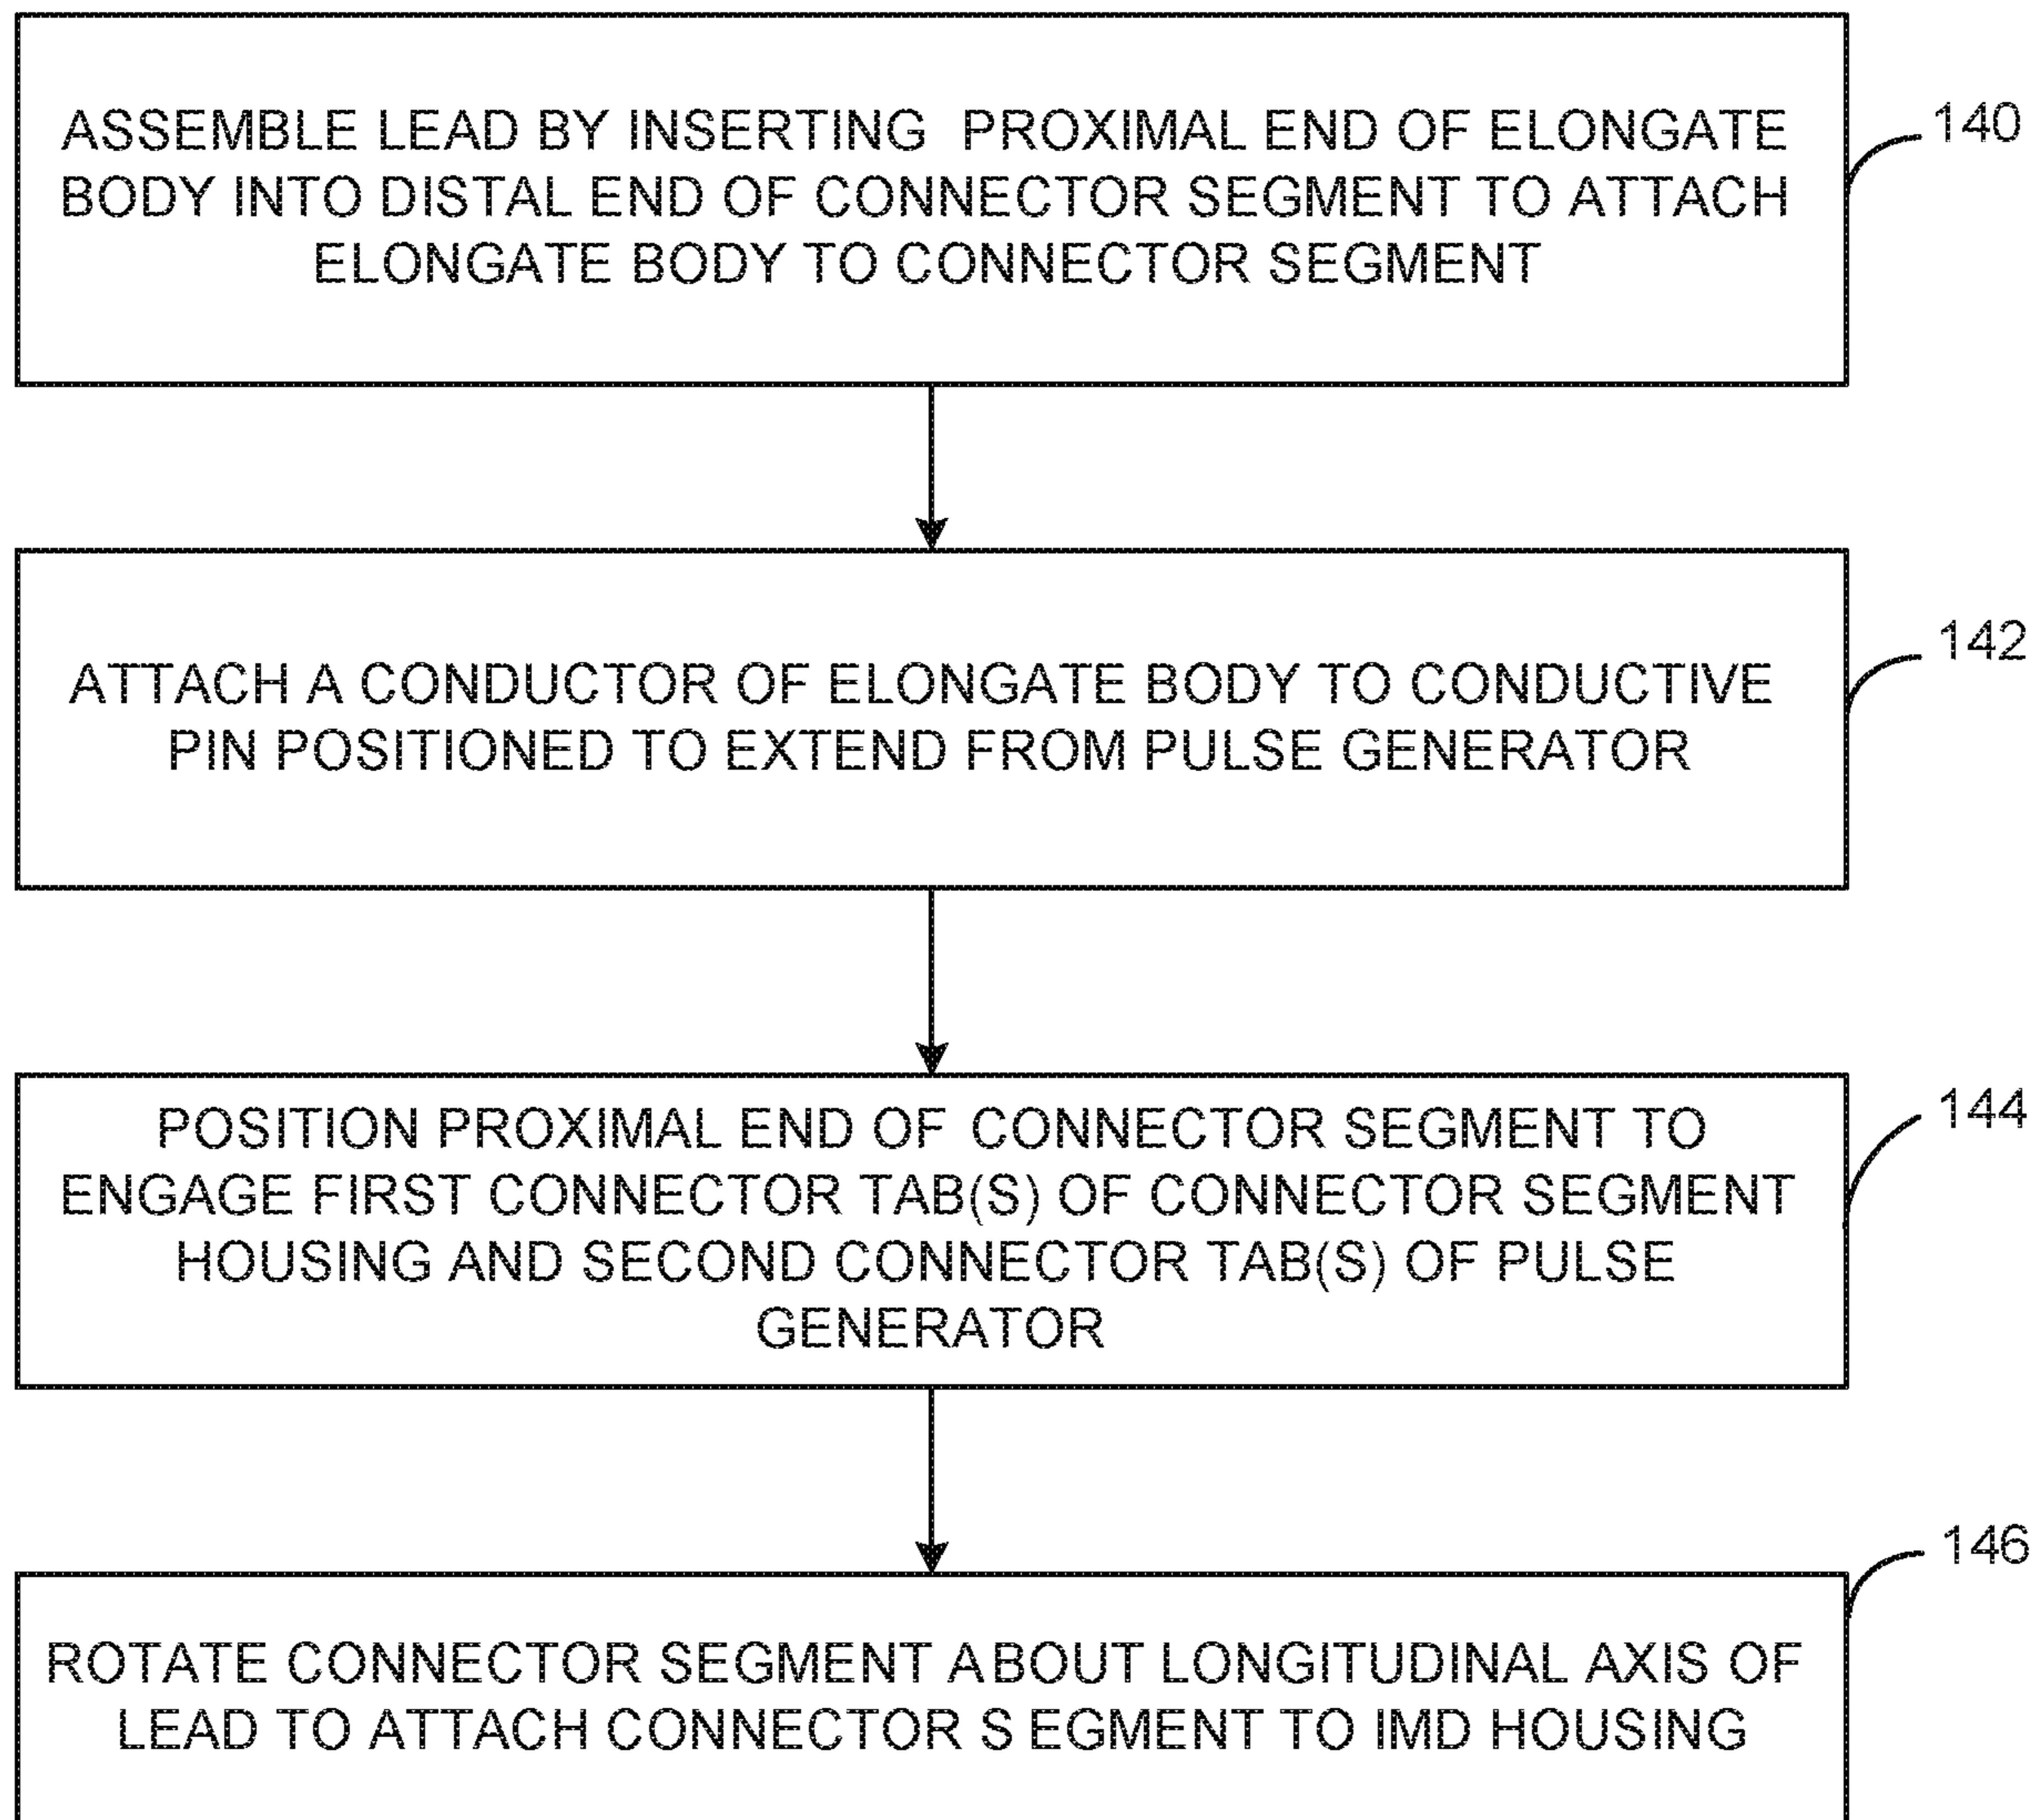 ASSEMBLE LEAD BY INSERTING PROXIMAL END OF ELONGATE
BODY INTO DISTAL END OF CONNECTOR SEGMENT TO ATTACH
ELONGATE BODY TO CONNECTOR SEGMENT
140
ATTACH A CONDUCTOR OF ELONGATE BODY TO CONDUCTIVE
PIN POSITIONED TO EXTEND FROM PULSE GENERATOR
142
POSITION PROXIMAL END OF CONNECTOR SEGMENT TO
ENGAGE FIRST CONNECTOR TAB(S) OF CONNECTOR SEGMENT
HOUSING AND SECOND CONNECTOR TAB(S) OF PULSE
GENERATOR
144
ROTATE CONNECTOR SEGMENT ABOUT LONGITUDINAL AXIS OF
LEAD TO ATTACH CONNECTOR S EGMENT TO IMD HOUSING
146